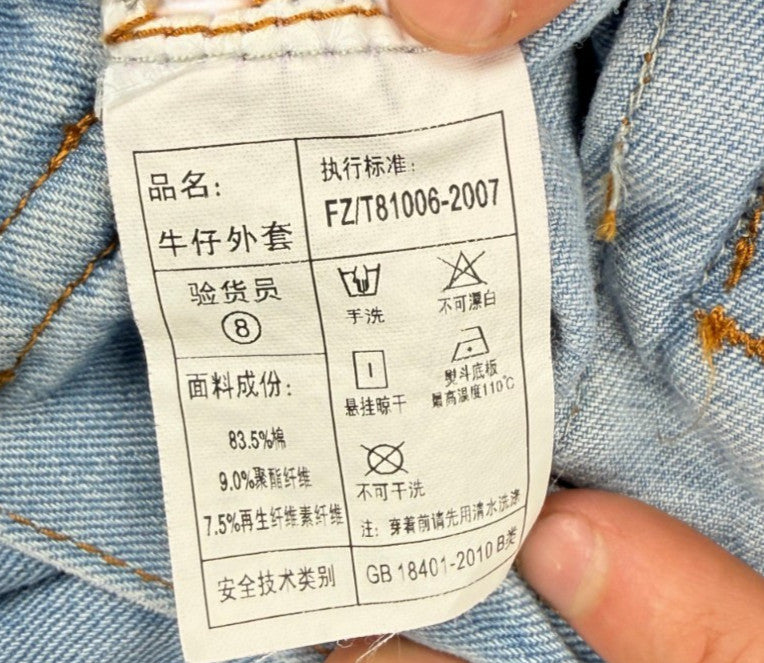 品名:
牛仔外套
执行标准:
FZ/T81006-2007
验货员
⑧
手洗
不可漂白
面料成份:
83.5%棉
9.0%聚酯纤维
7.5%再生纤维素纤维
悬挂晾干
熨斗底板
最高温度110℃
不可干洗
注: 穿着前请先用清水洗涤
安全技术类别
GB 18401-2010 B类